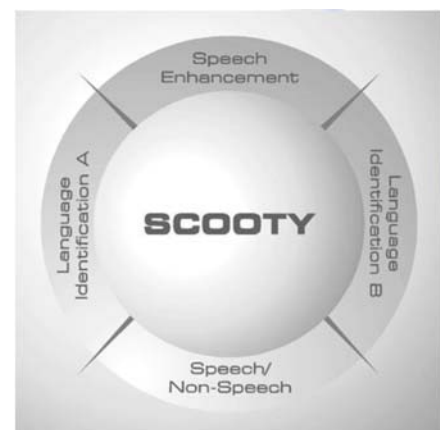 Speech
Enhancement
Language
Identification A
SCOOTY
Language
Identification B
Speech/
Non-Speech